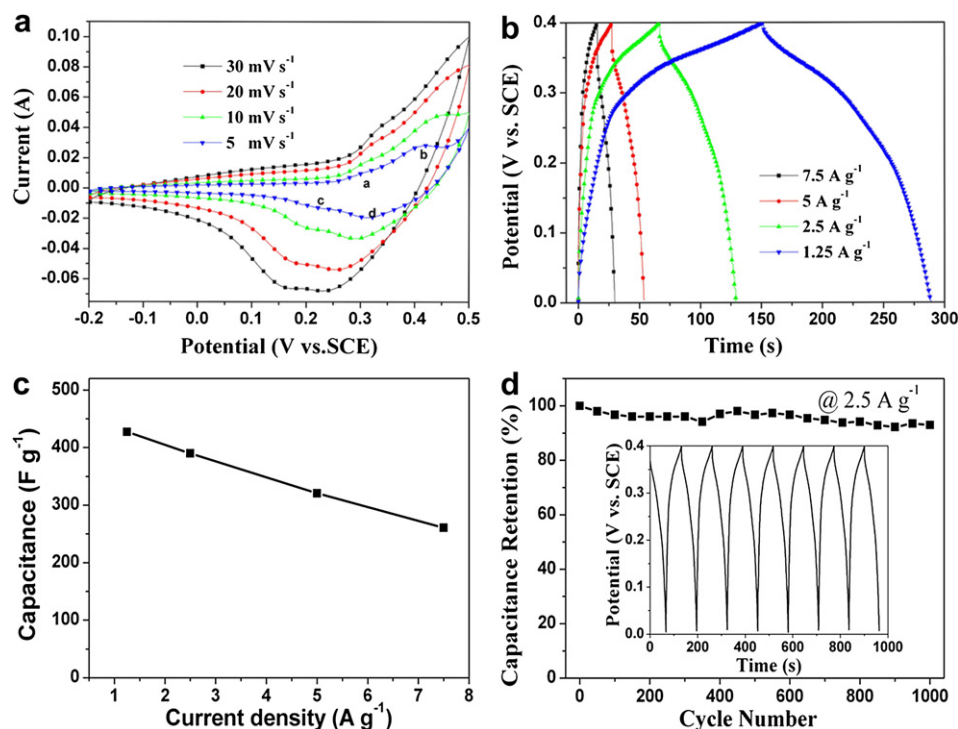 a
30 mV s⁻¹
20 mV s⁻¹
10 mV s⁻¹
5 mV s⁻¹
a
b
c
d
0.10
0.08
0.06
0.04
0.02
0.00
-0.02
-0.04
-0.06
Current (A)
-0.2 -0.1 0.0 0.1 0.2 0.3 0.4 0.5
Potential (V vs.SCE)
b
0.4
0.3
0.2
0.1
0.0
Potential (V vs. SCE)
7.5 A g⁻¹
5 A g⁻¹
2.5 A g⁻¹
1.25 A g⁻¹
0 50 100 150 200 250 300
Time (s)
c
500
400
300
200
100
0
Capacitance (F g⁻¹)
1 2 3 4 5 6 7 8
Current density (A g⁻¹)
d
@ 2.5 A g⁻¹
100
80
60
40
20
0
Capacitance Retention (%)
0.4
0.3
0.2
0.1
0.0
Potential (V vs. SCE)
0 200 400 600 800 1000
Time (s)
0 200 400 600 800 1000
Cycle Number